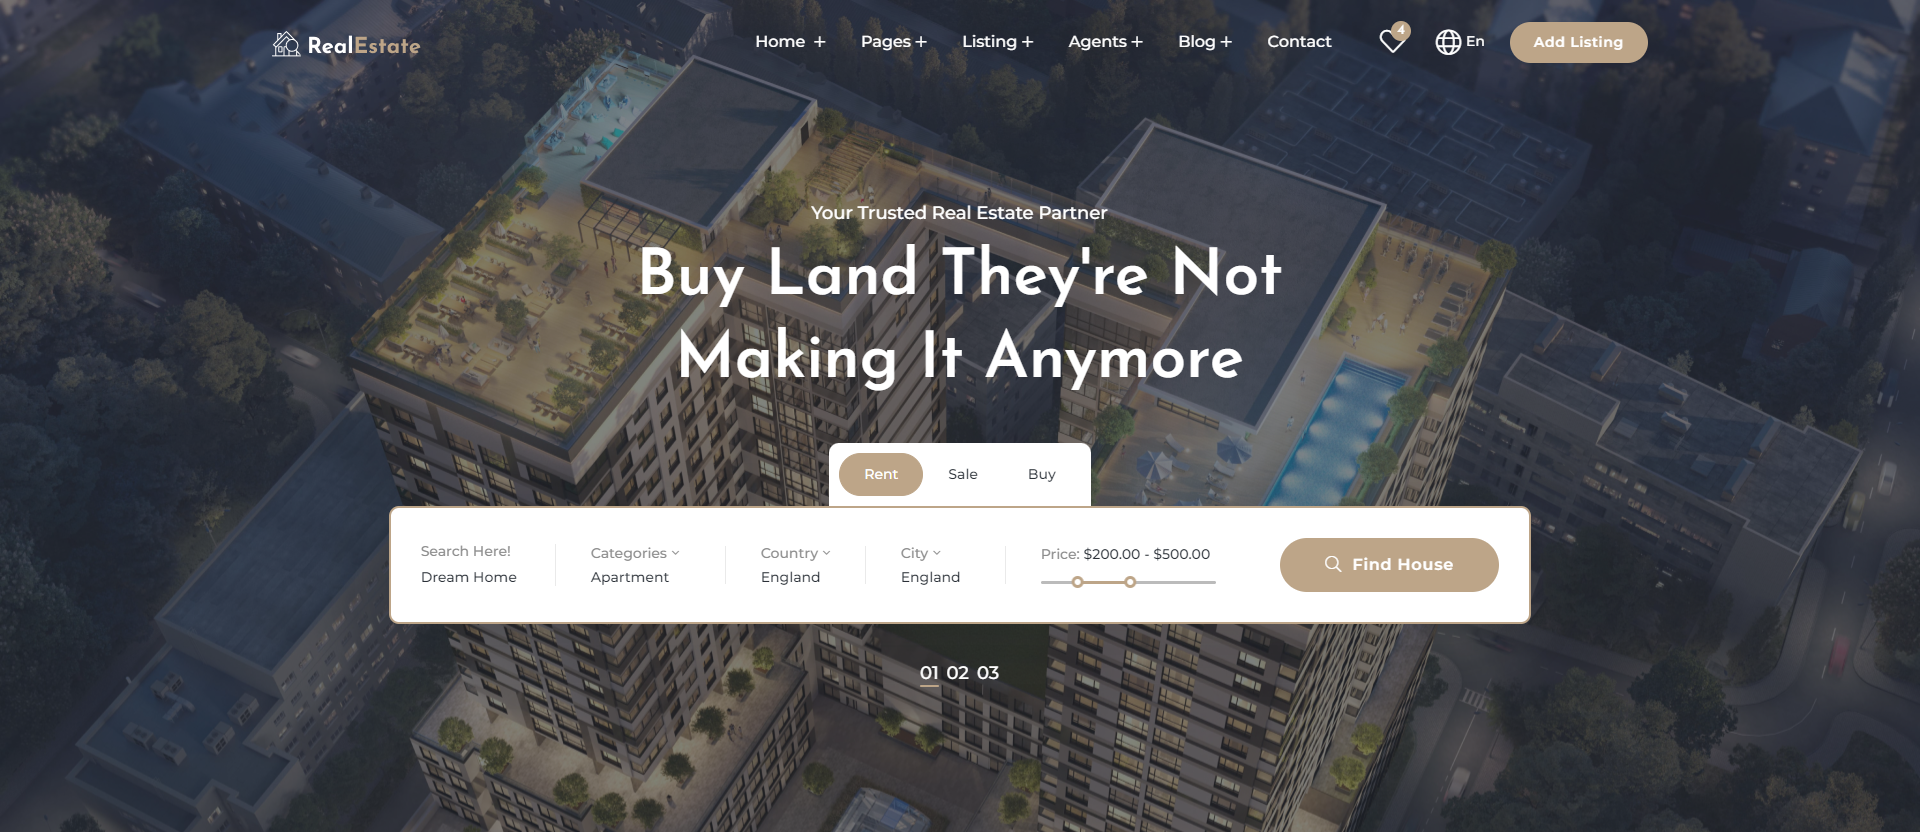 RealEstate
Home + Pages + Listing + Agents + Blog + Contact 4 En Add Listing
Your Trusted Real Estate Partner
Buy Land They're Not
Making It Anymore
Rent Sale Buy
Search Here! Categories Country City Price: $200.00 - $500.00
Dream Home Apartment England England
Find House
01 02 03